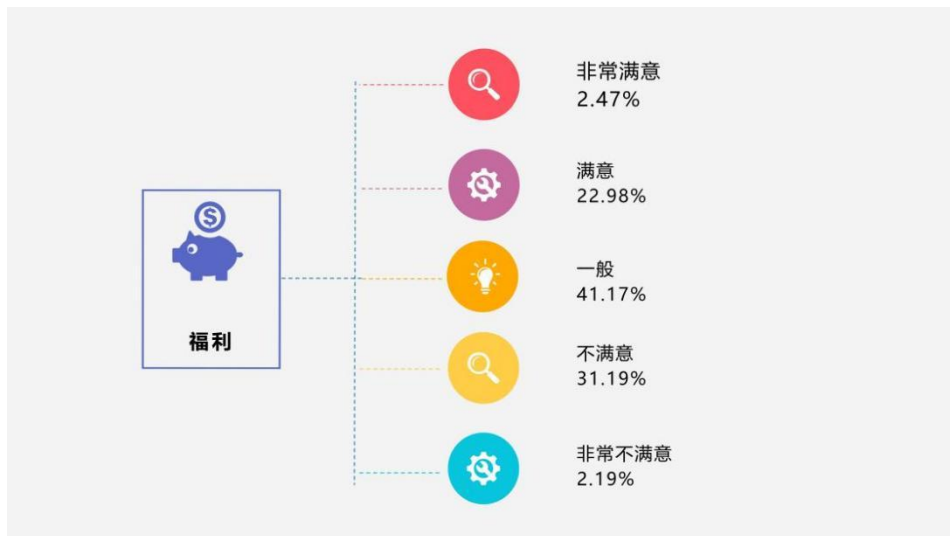 非常满意
2.47%
满意
22.98%
一般
41.17%
福利
不满意
31.19%
非常不满意
2.19%